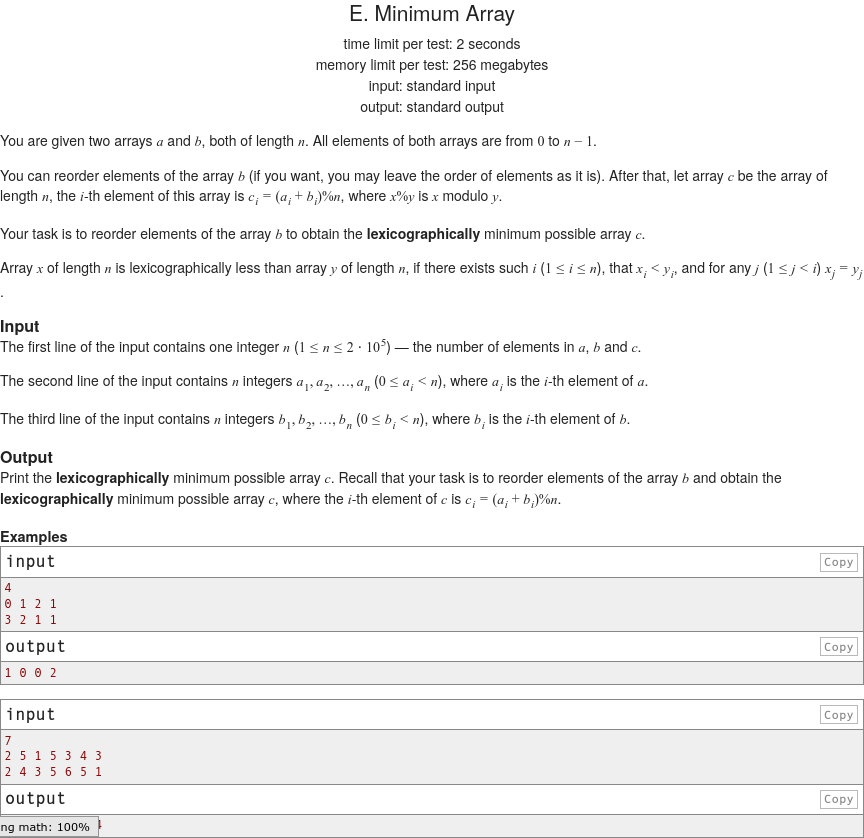 E. Minimum Array
time limit per test: 2 seconds
memory limit per test: 256 megabytes
input: standard input
output: standard output
You are given two arrays a and b, both of length n. All elements of both arrays are from 0 to n − 1.
You can reorder elements of the array b (if you want, you may leave the order of elements as it is). After that, let array c be the array of
length n, the i-th element of this array is c_i = (a_i + b_i)%n, where x%y is x modulo y.
Your task is to reorder elements of the array b to obtain the lexicographically minimum possible array c.
Array x of length n is lexicographically less than array y of length n, if there exists such i (1 ≤ i ≤ n), that x_i < y_i, and for any j (1 ≤ j < i) x_j = y_j
.
Input
The first line of the input contains one integer n (1 ≤ n ≤ 2 · 10^5) — the number of elements in a, b and c.
The second line of the input contains n integers a_1, a_2, …, a_n (0 ≤ a_i < n), where a_i is the i-th element of a.
The third line of the input contains n integers b_1, b_2, …, b_n (0 ≤ b_i < n), where b_i is the i-th element of b.
Output
Print the lexicographically minimum possible array c. Recall that your task is to reorder elements of the array b and obtain the
lexicographically minimum possible array c, where the i-th element of c is c_i = (a_i + b_i)%n.
Examples
input Copy
4
0 1 2 1
3 2 1 1
output Copy
1 0 0 2
input Copy
7
2 5 1 5 3 4 3
2 4 3 5 6 5 1
output Copy
ng math: 100%